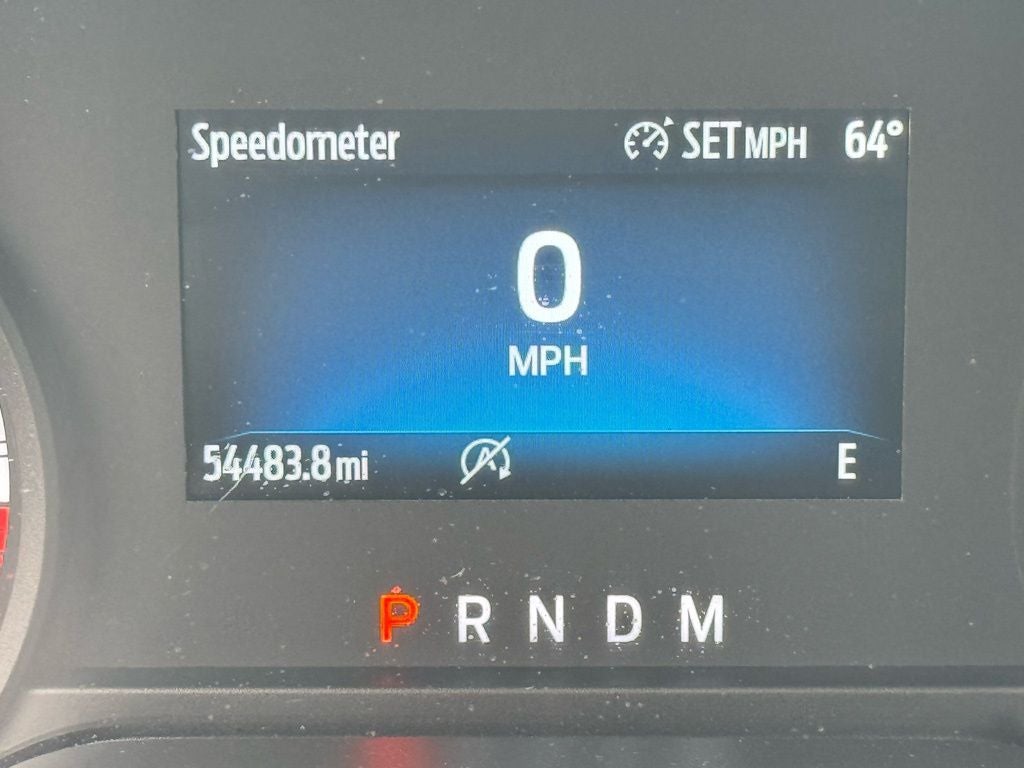 Speedometer SET MPH 64°
0
MPH
54483.8 mi E
P R N D M